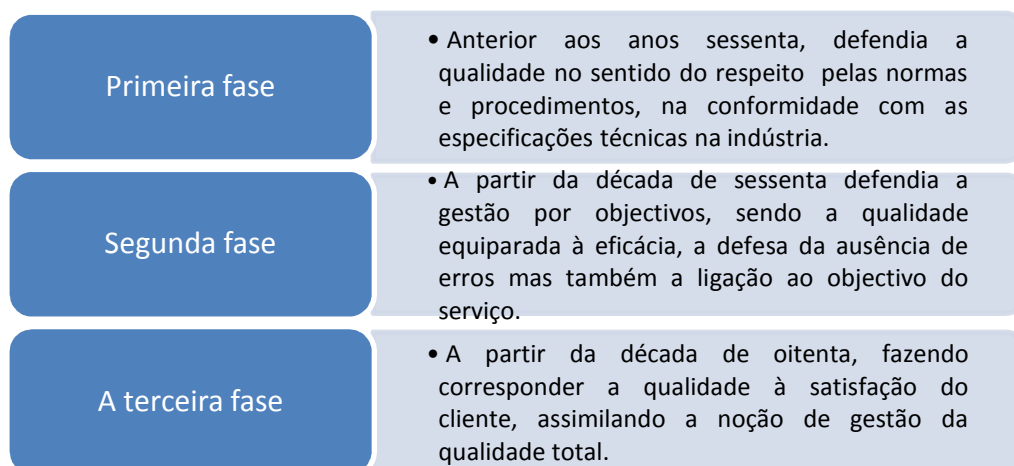 Primeira fase
• Anterior aos anos sessenta, defendia a
qualidade no sentido do respeito pelas normas
e procedimentos, na conformidade com as
especificações técnicas na indústria.
Segunda fase
• A partir da década de sessenta defendia a
gestão por objectivos, sendo a qualidade
equiparada à eficácia, a defesa da ausência de
erros mas também a ligação ao objectivo do
serviço.
A terceira fase
• A partir da década de oitenta, fazendo
corresponder a qualidade à satisfação do
cliente, assimilando a noção de gestão da
qualidade total.